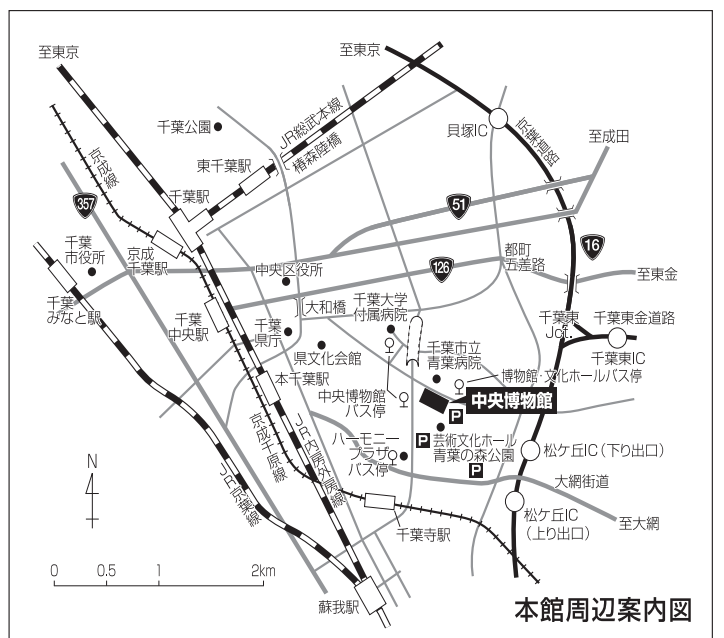 至東京
至東京
千葉公園
JR総武本線
椿森陸橋
貝塚IC
京葉道路
至成田
京成線
東千葉駅
千葉駅
357
51
16
千葉
市役所
京成
千葉駅
中央区役所
126
都町
五差路
至東金
千葉
みなと駅
千葉
中央駅
大和橋
千葉大学
付属病院
千葉
県庁
県文化会館
千葉市立
青葉病院
千葉東
Jct.
千葉東金道路
千葉東IC
本千葉駅
博物館・文化ホールバス停
中央博物館
バス停
中央博物館
P
P
芸術文化ホール
青葉の森公園
P
ハーモニー
プラザ
バス停
松ケ丘IC(下り出口)
京成千原線
JR内房外房線
JR京葉線
大網街道
松ケ丘IC
(上り出口)
至大網
千葉寺駅
N
0 0.5 1 2km
蘇我駅
本館周辺案内図